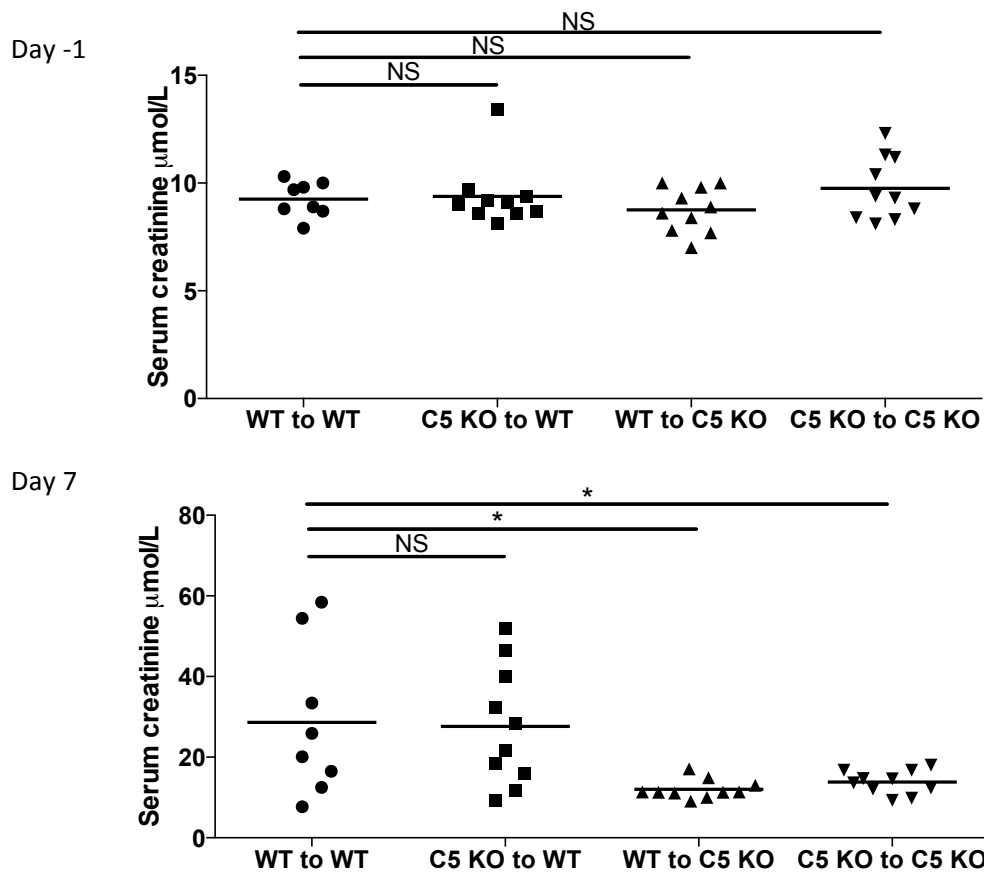 Day -1
NS
NS
NS
Serum creatinine μmol/L
15
10
5
0
WT to WT C5 KO to WT WT to C5 KO C5 KO to C5 KO
Day 7
*
*
NS
Serum creatinine μmol/L
80
60
40
20
0
WT to WT C5 KO to WT WT to C5 KO C5 KO to C5 KO